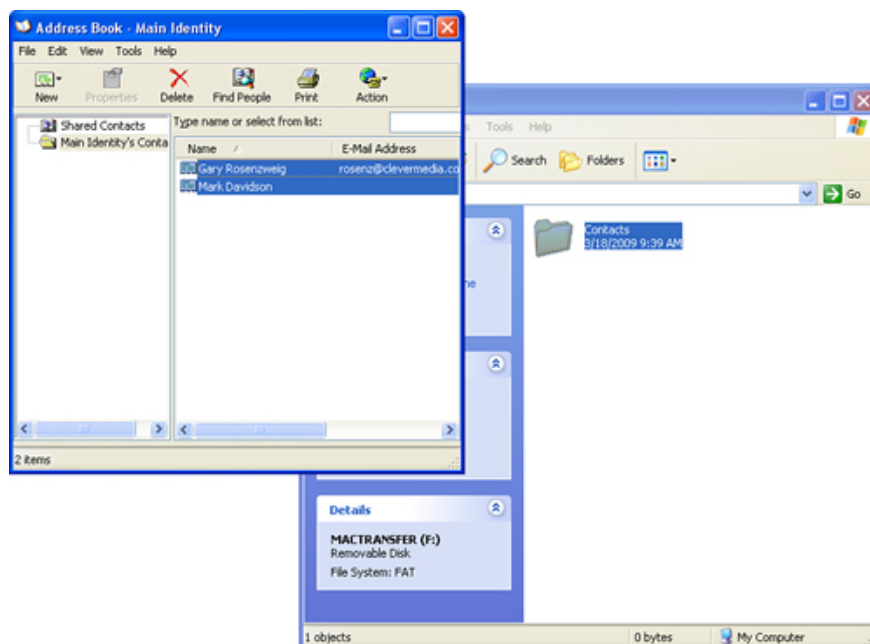 Address Book - Main Identity
File Edit View Tools Help
New Properties Delete Find People Print Action
Shared Contacts
Main Identity's Conta
Type name or select from list:
Name E-Mail Address
Gary Rosenzweig rosenz@clevermedia.co
Mark Davidson
2 items
Tools Help
Search Folders
Go
Contacts
3/18/2009 9:39 AM
Details
MACTRANSFER (F:)
Removable Disk
File System: FAT
1 objects 0 bytes My Computer